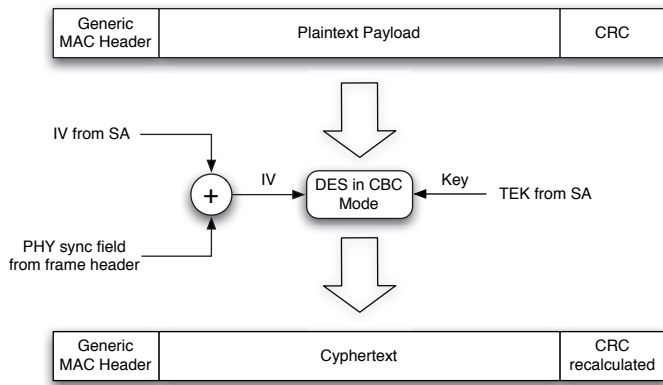 Generic
MAC Header
Plaintext Payload
CRC
IV from SA
+
IV
DES in CBC
Mode
Key
TEK from SA
PHY sync field
from frame header
Generic
MAC Header
Cyphertext
CRC
recalculated